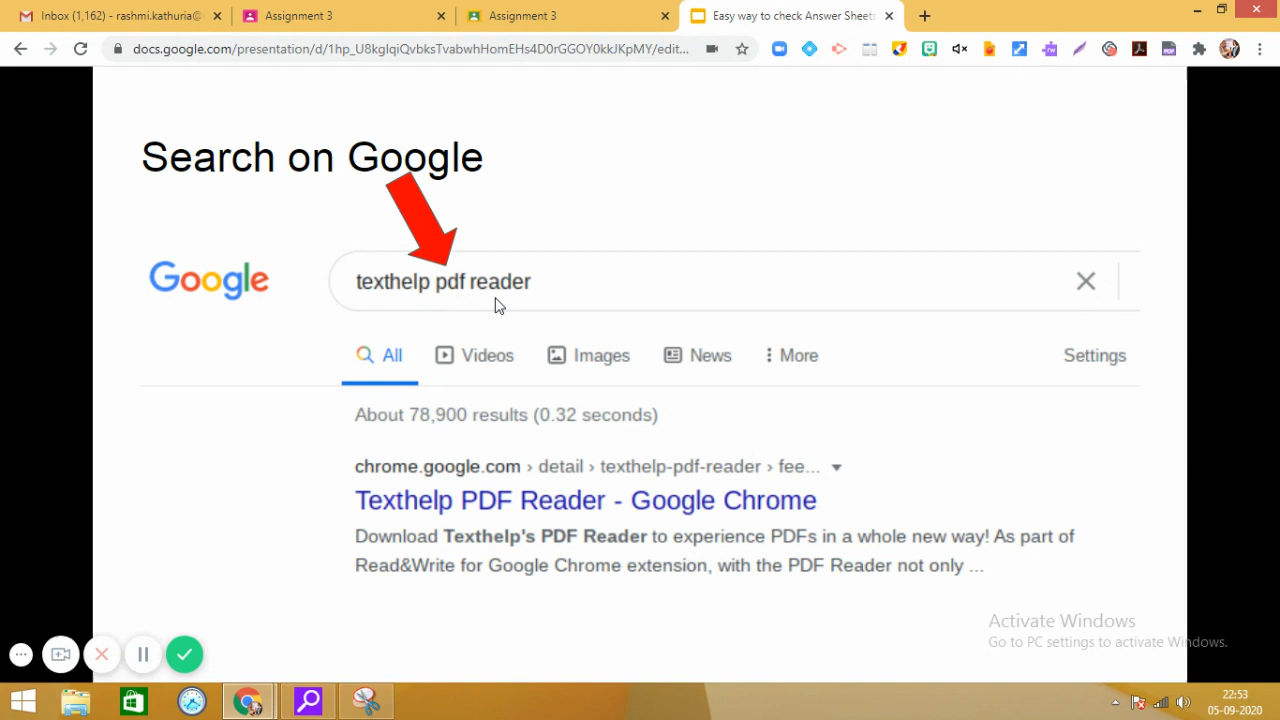 Inbox (1,162) - rashmi.kathuria@
Assignment 3
Assignment 3
Easy way to check Answer Sheets
docs.google.com/presentation/d/1hp_U8kglqiQvbksTvabwhHomEHs4D0rGGOY0kkJKpMY/edit...
Search on Google
Google
texthelp pdf reader
All
Videos
Images
News
More
Settings
About 78,900 results (0.32 seconds)
chrome.google.com › detail › texthelp-pdf-reader › fee...
Texthelp PDF Reader - Google Chrome
Download Texthelp's PDF Reader to experience PDFs in a whole new way! As part of
Read&Write for Google Chrome extension, with the PDF Reader not only ...
Activate Windows
Go to PC settings to activate Windows.
22:53
05-09-2020